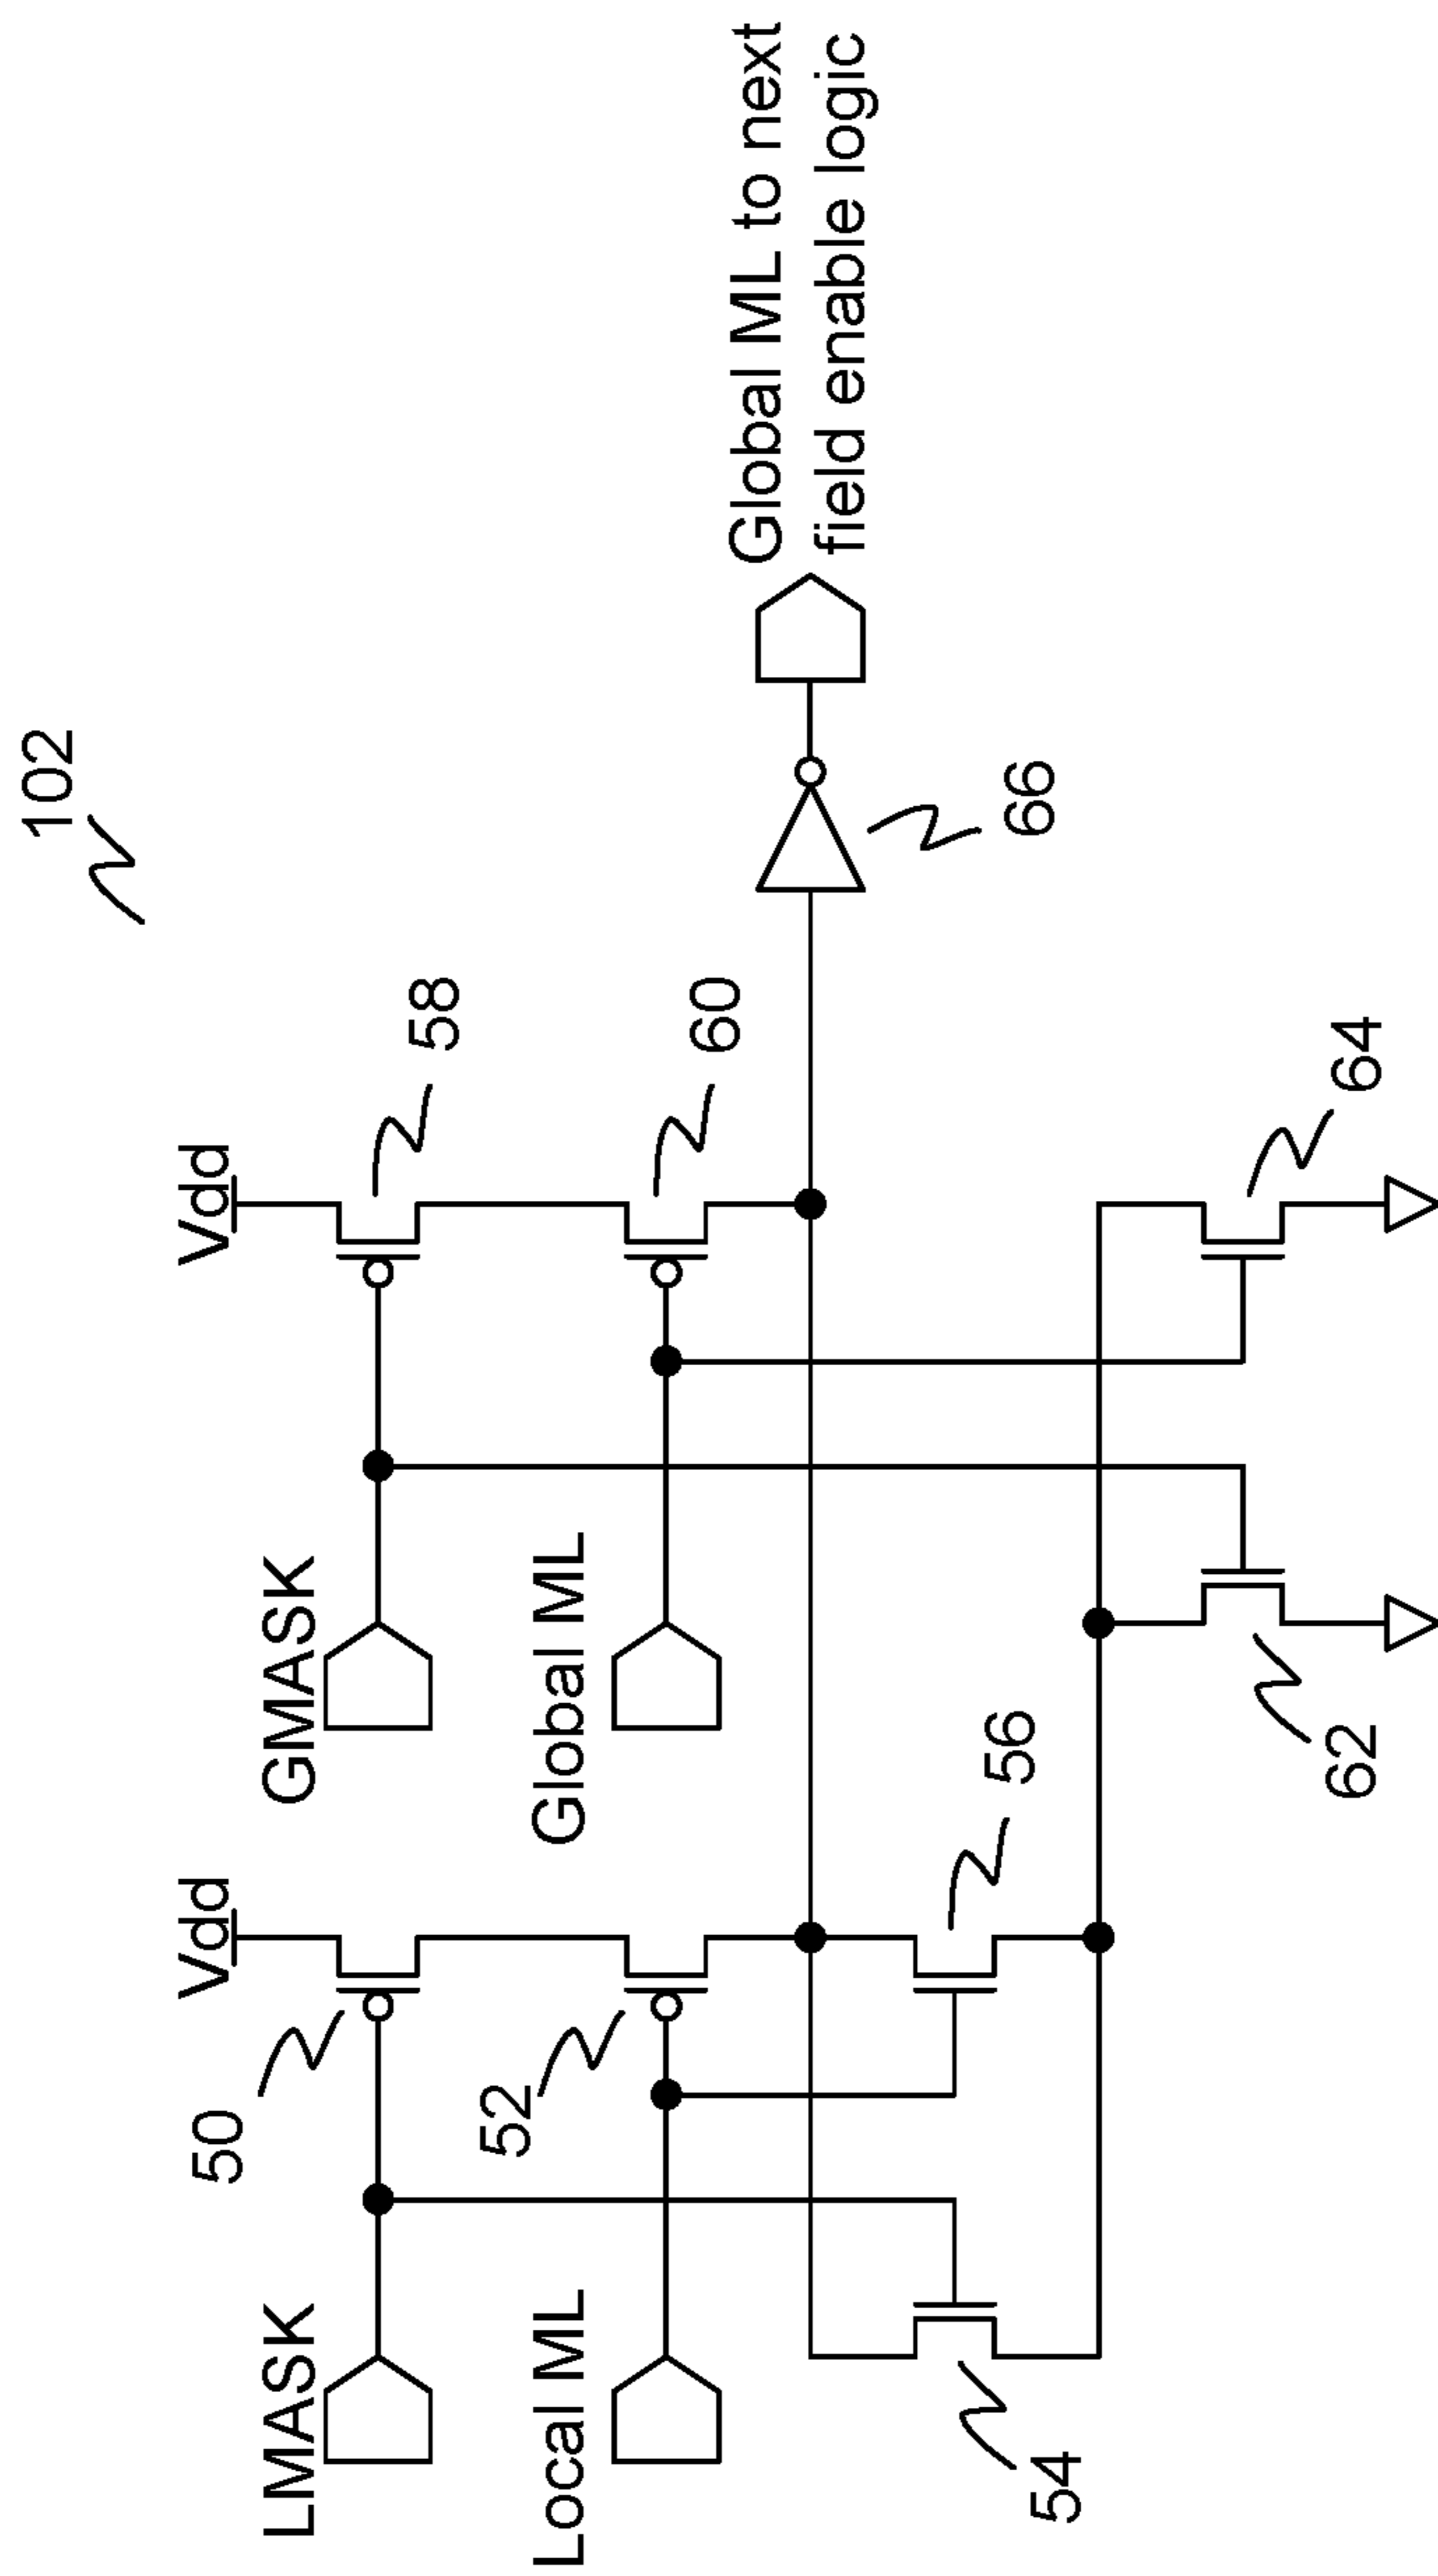 102
Vdd
Vdd
LMASK
50
GMASK
58
Local ML
52
Global ML
60
Global ML to next
field enable logic
66
56
54
62
64